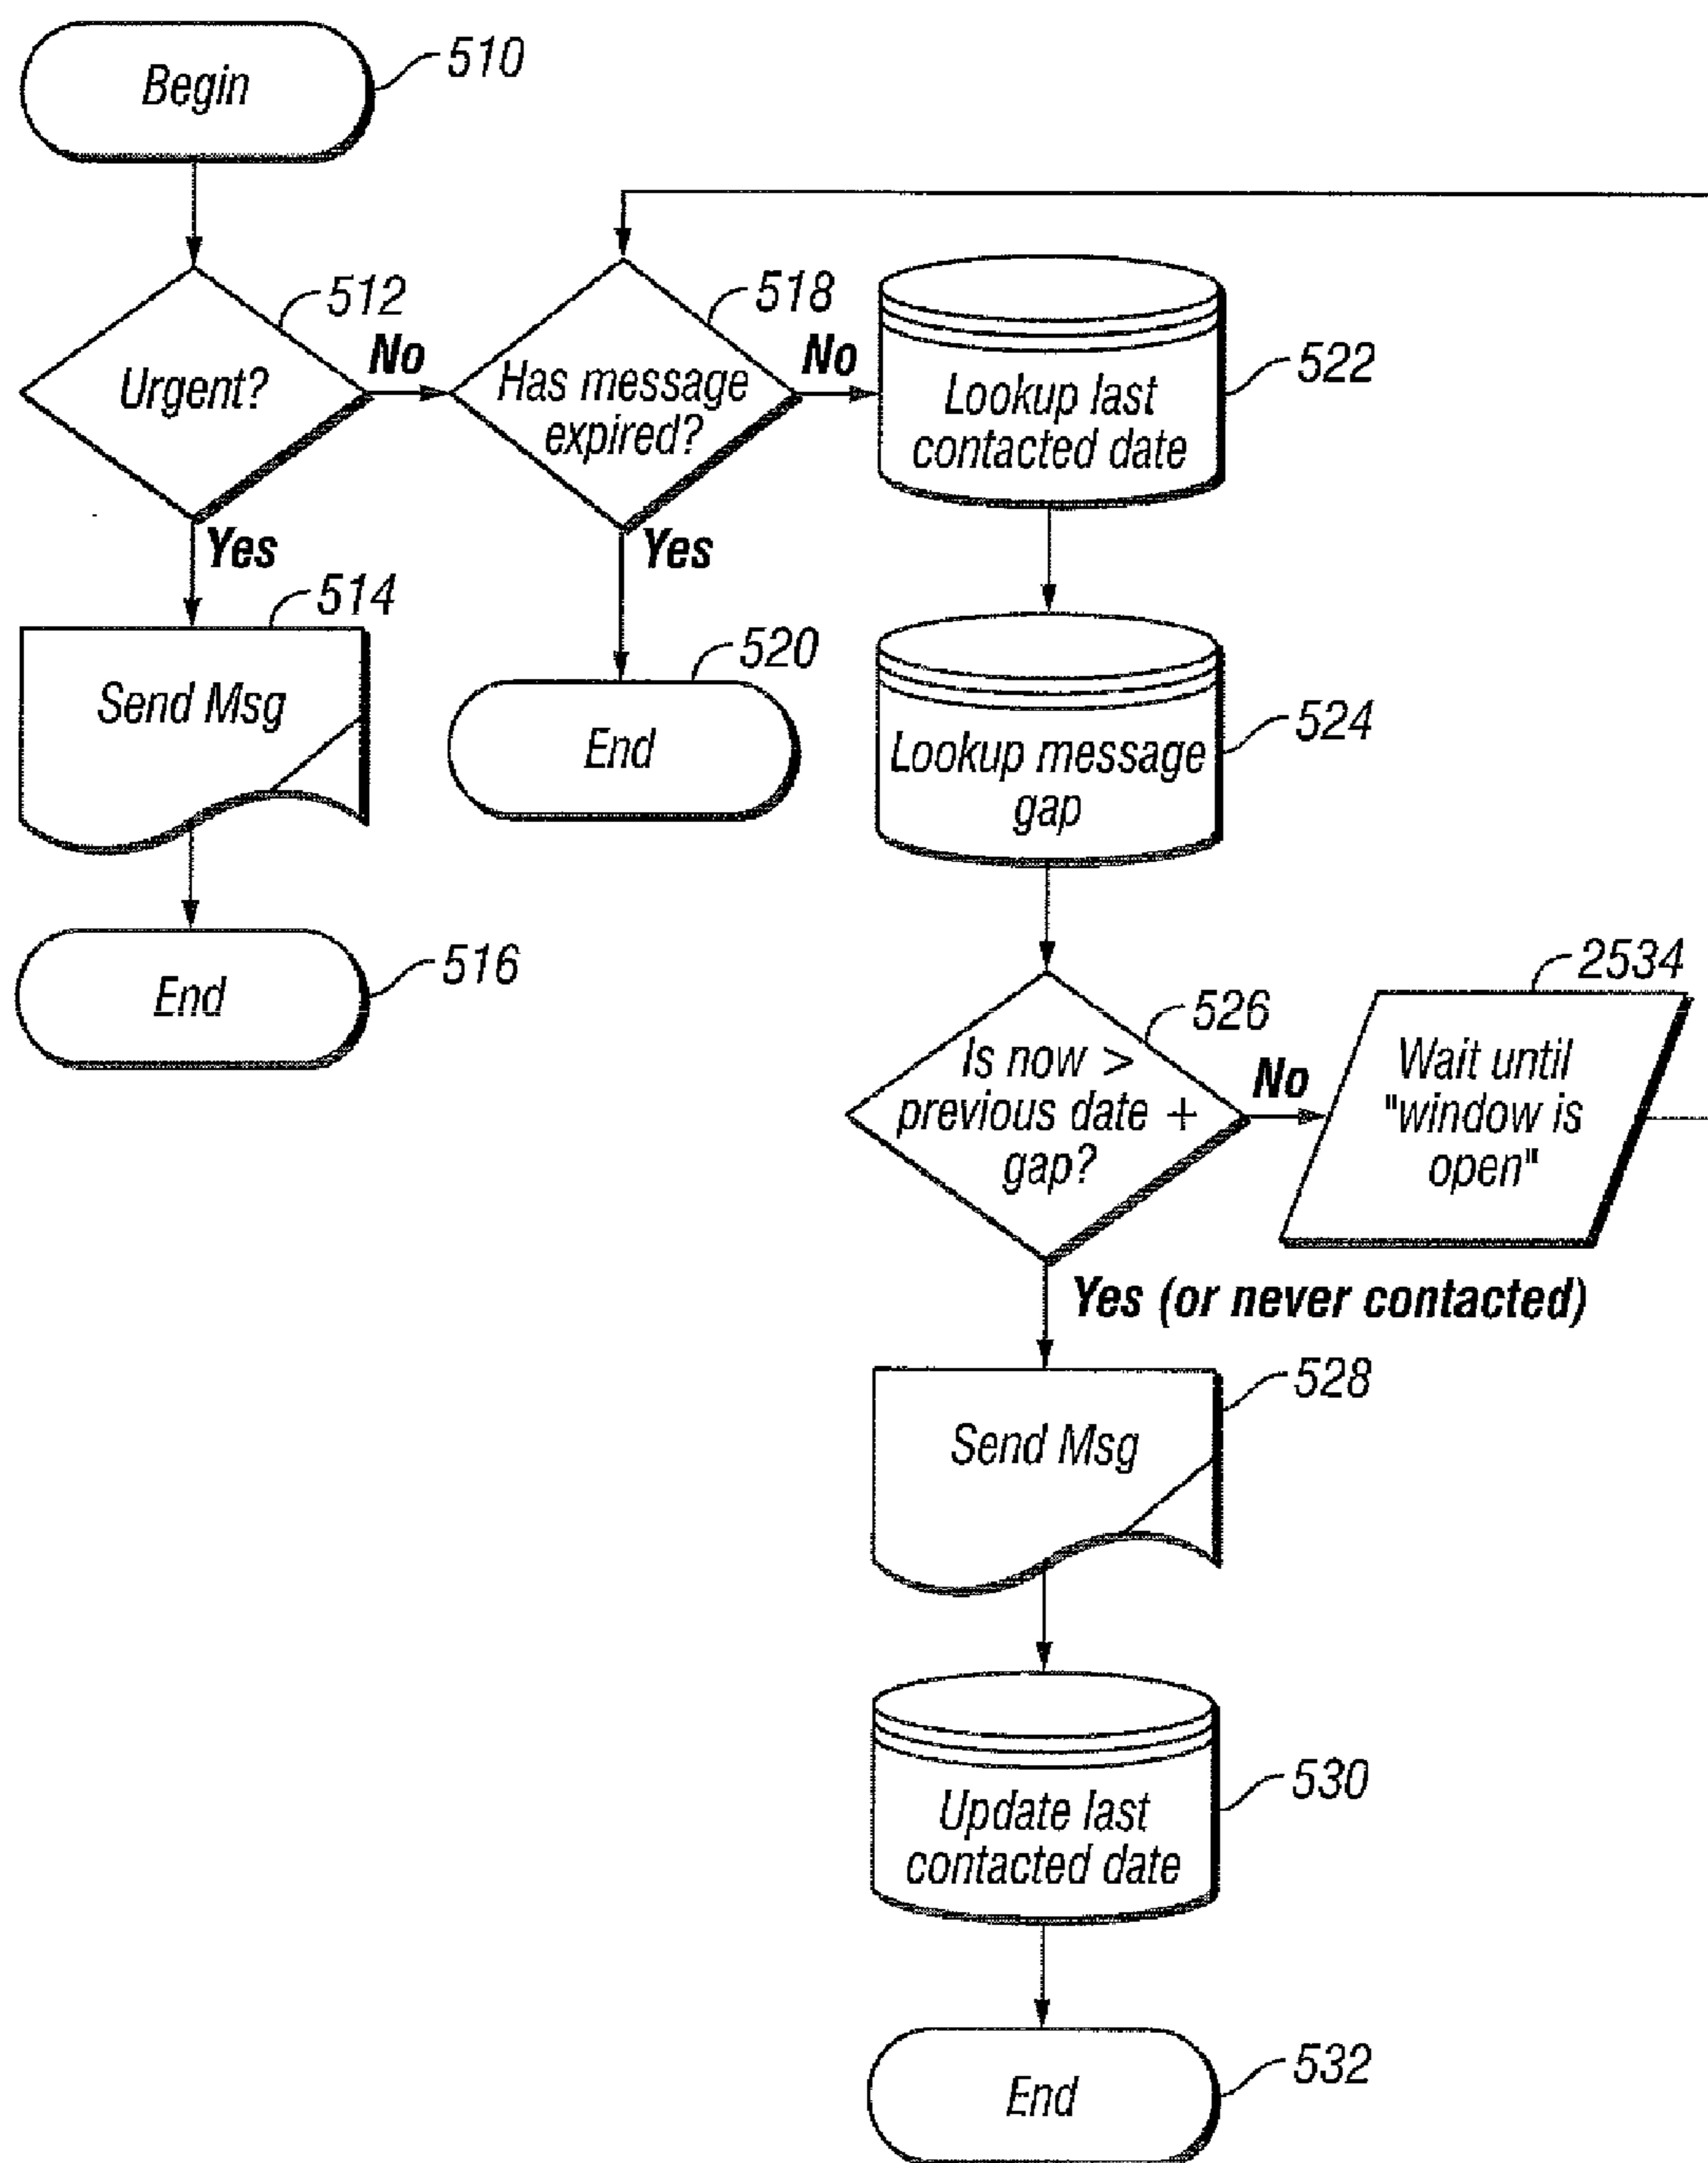 Begin
510
512
Urgent?
No
Yes
518
Has message
expired?
No
Yes
522
Lookup last
contacted date
514
Send Msg
520
End
524
Lookup message
gap
516
End
526
Is now >
previous date +
gap?
No
2534
Wait until
"window is
open"
Yes (or never contacted)
528
Send Msg
530
Update last
contacted date
532
End